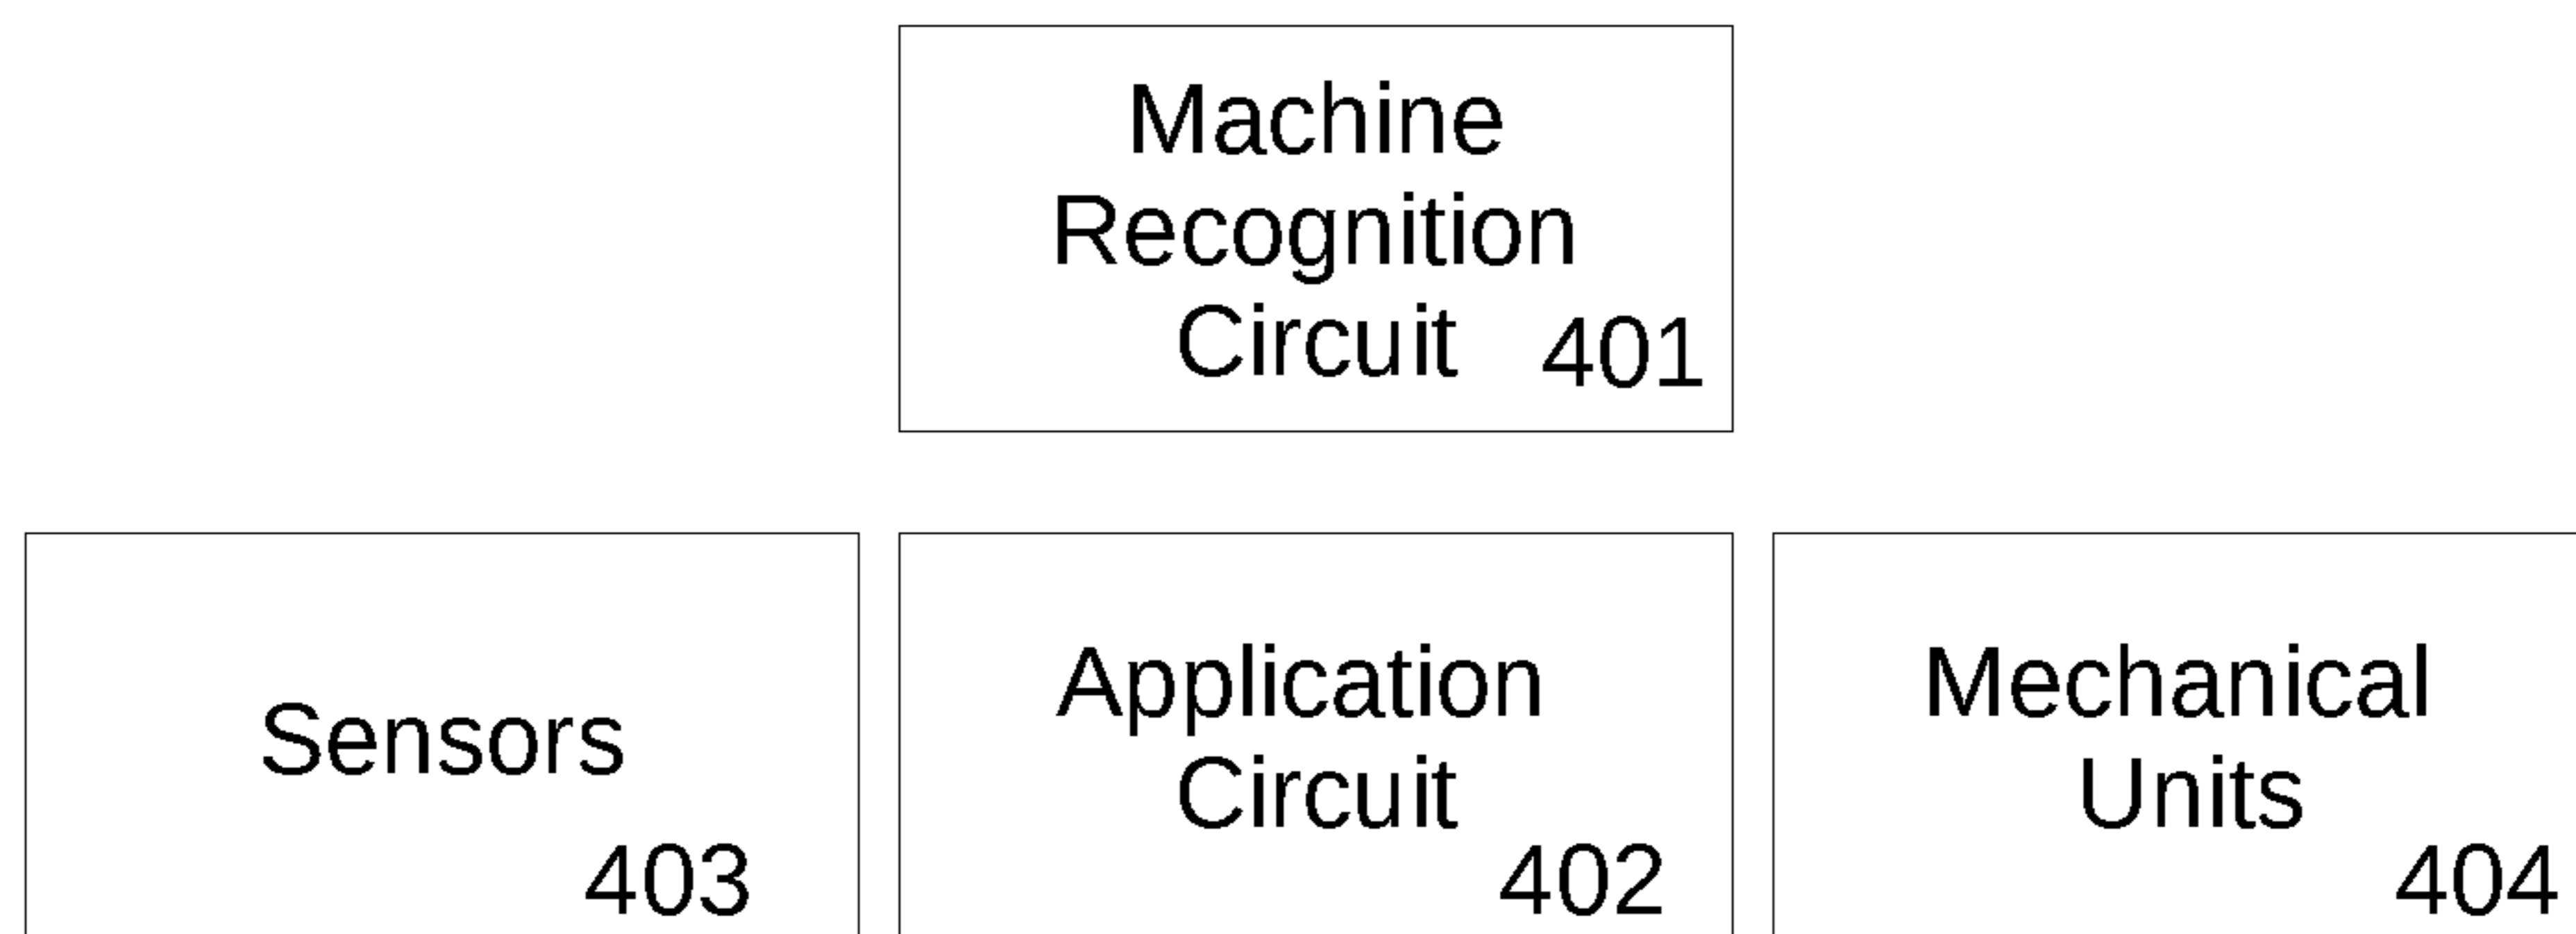 Machine
Recognition
Circuit 401
Sensors
403
Application
Circuit
402
Mechanical
Units
404